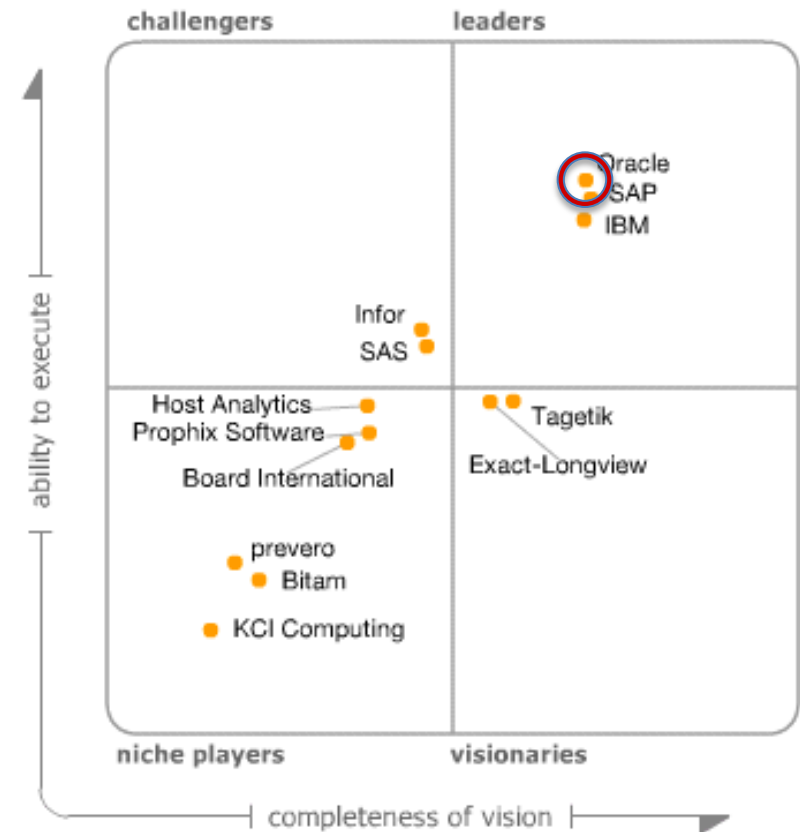 challengers
leaders
Oracle
SAP
IBM
Infor
SAS
Host Analytics
Prophix Software
Board International
Tagetik
Exact-Longview
prevero
Bitam
KCI Computing
niche players
visionaries
ability to execute
completeness of vision